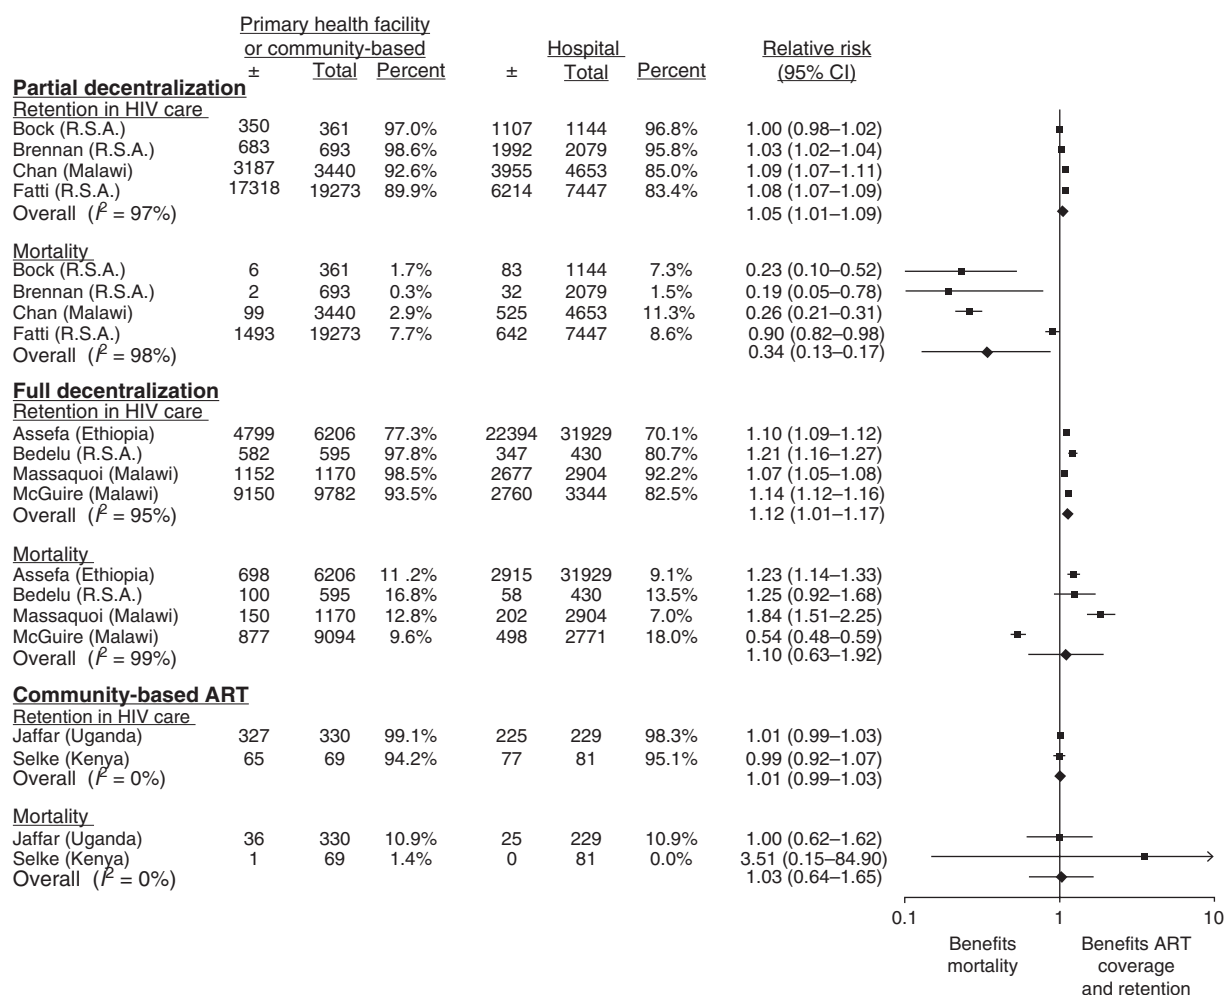 Primary health facility
or community-based Hospital Relative risk
± Total Percent ± Total Percent (95% CI)
Partial decentralization
Retention in HIV care
Bock (R.S.A.) 350 361 97.0% 1107 1144 96.8% 1.00 (0.98–1.02)
Brennan (R.S.A.) 683 693 98.6% 1992 2079 95.8% 1.03 (1.02–1.04)
Chan (Malawi) 3187 3440 92.6% 3955 4653 85.0% 1.09 (1.07–1.11)
Fatti (R.S.A.) 17318 19273 89.9% 6214 7447 83.4% 1.08 (1.07–1.09)
Overall (I² = 97%) 1.05 (1.01–1.09)
Mortality
Bock (R.S.A.) 6 361 1.7% 83 1144 7.3% 0.23 (0.10–0.52)
Brennan (R.S.A.) 2 693 0.3% 32 2079 1.5% 0.19 (0.05–0.78)
Chan (Malawi) 99 3440 2.9% 525 4653 11.3% 0.26 (0.21–0.31)
Fatti (R.S.A.) 1493 19273 7.7% 642 7447 8.6% 0.90 (0.82–0.98)
Overall (I² = 98%) 0.34 (0.13–0.17)
Full decentralization
Retention in HIV care
Assefa (Ethiopia) 4799 6206 77.3% 22394 31929 70.1% 1.10 (1.09–1.12)
Bedelu (R.S.A.) 582 595 97.8% 347 430 80.7% 1.21 (1.16–1.27)
Massaquoi (Malawi) 1152 1170 98.5% 2677 2904 92.2% 1.07 (1.05–1.08)
McGuire (Malawi) 9150 9782 93.5% 2760 3344 82.5% 1.14 (1.12–1.16)
Overall (I² = 95%) 1.12 (1.01–1.17)
Mortality
Assefa (Ethiopia) 698 6206 11 .2% 2915 31929 9.1% 1.23 (1.14–1.33)
Bedelu (R.S.A.) 100 595 16.8% 58 430 13.5% 1.25 (0.92–1.68)
Massaquoi (Malawi) 150 1170 12.8% 202 2904 7.0% 1.84 (1.51–2.25)
McGuire (Malawi) 877 9094 9.6% 498 2771 18.0% 0.54 (0.48–0.59)
Overall (I² = 99%) 1.10 (0.63–1.92)
Community-based ART
Retention in HIV care
Jaffar (Uganda) 327 330 99.1% 225 229 98.3% 1.01 (0.99–1.03)
Selke (Kenya) 65 69 94.2% 77 81 95.1% 0.99 (0.92–1.07)
Overall (I² = 0%) 1.01 (0.99–1.03)
Mortality
Jaffar (Uganda) 36 330 10.9% 25 229 10.9% 1.00 (0.62–1.62)
Selke (Kenya) 1 69 1.4% 0 81 0.0% 3.51 (0.15–84.90)
Overall (I² = 0%) 1.03 (0.64–1.65)
0.1 1 10
Benefits Benefits ART
mortality coverage
and retention